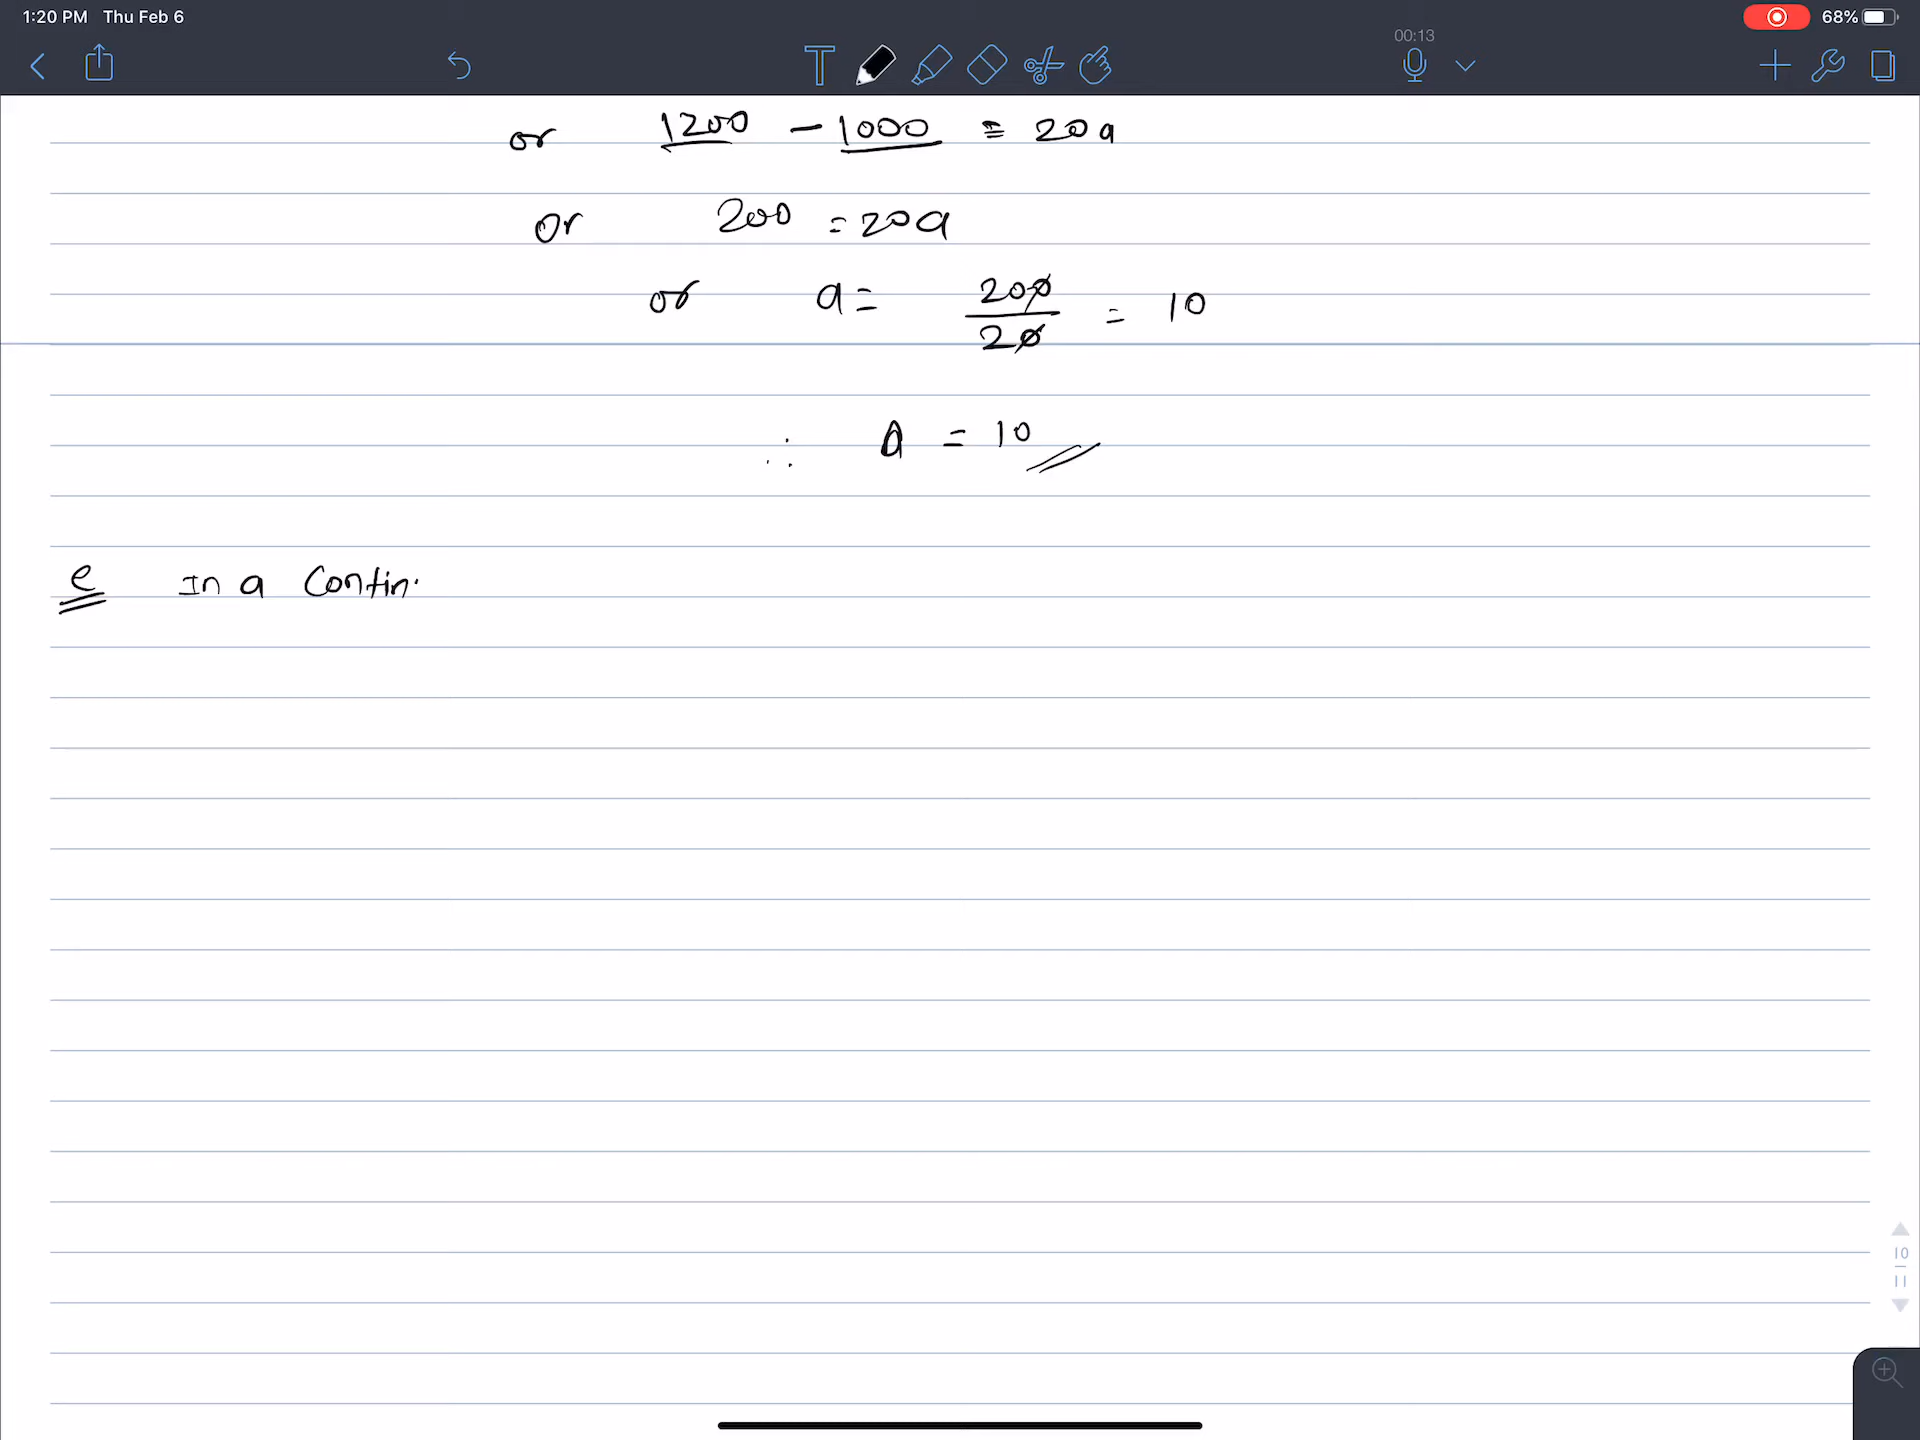 1:20 PM Thu Feb 6
68%
00:13
or 1200 - 1000 = 20a
or 200 = 20a
or a = 200/20 = 10
∴ a = 10
e In a Contin
10
11